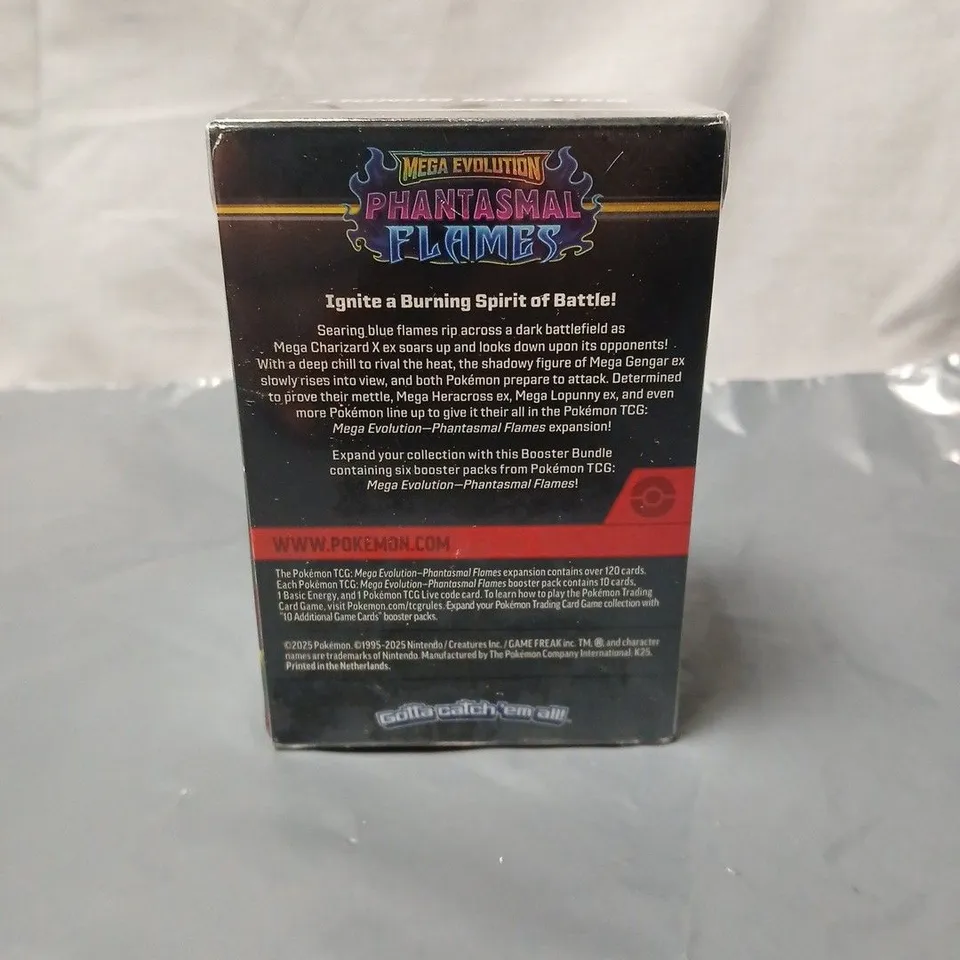 MEGA EVOLUTION
PHANTASMAL
FLAMES
Ignite a Burning Spirit of Battle!
Searing blue flames rip across a dark battlefield as
Mega Charizard X ex soars up and looks down upon its opponents!
With a deep chill to rival the heat, the shadowy figure of Mega Gengar ex
slowly rises into view, and both Pokémon prepare to attack. Determined
to prove their mettle, Mega Heracross ex, Mega Lopunny ex, and even
more Pokémon line up to give it their all in the Pokémon TCG:
Mega Evolution—Phantasmal Flames expansion!
Expand your collection with this Booster Bundle
containing six booster packs from Pokémon TCG:
Mega Evolution—Phantasmal Flames!
WWW.POKEMON.COM
The Pokémon TCG: Mega Evolution—Phantasmal Flames expansion contains over 120 cards.
Each Pokémon TCG: Mega Evolution—Phantasmal Flames booster pack contains 10 cards,
1 Basic Energy, and 1 Pokémon TCG Live code card. To learn how to play the Pokémon Trading
Card Game, visit Pokemon.com/tcgrules. Expand your Pokémon Trading Card Game collection with
"10 Additional Game Cards" booster packs.
©2025 Pokémon. ©1995-2025 Nintendo / Creatures Inc. / GAME FREAK inc. TM, ®, and character
names are trademarks of Nintendo. Manufactured by The Pokémon Company International. K25.
Printed in the Netherlands.
Gotta catch 'em all!